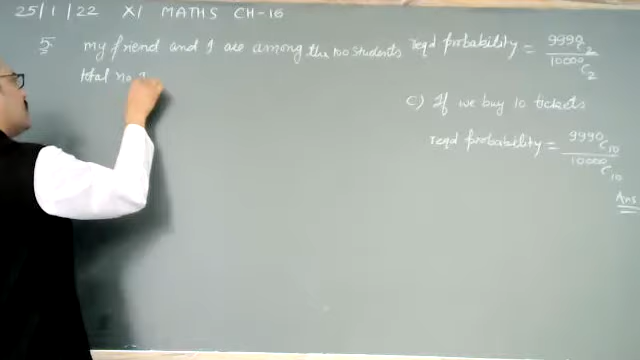 25/1/22 XI MATHS CH-16
5. my friend and I are among the 100 students
total no
reqd probability = 9990C2 / 10000C2
c) If we buy 10 tickets
reqd probability = 9990C10 / 10000C10
Ans